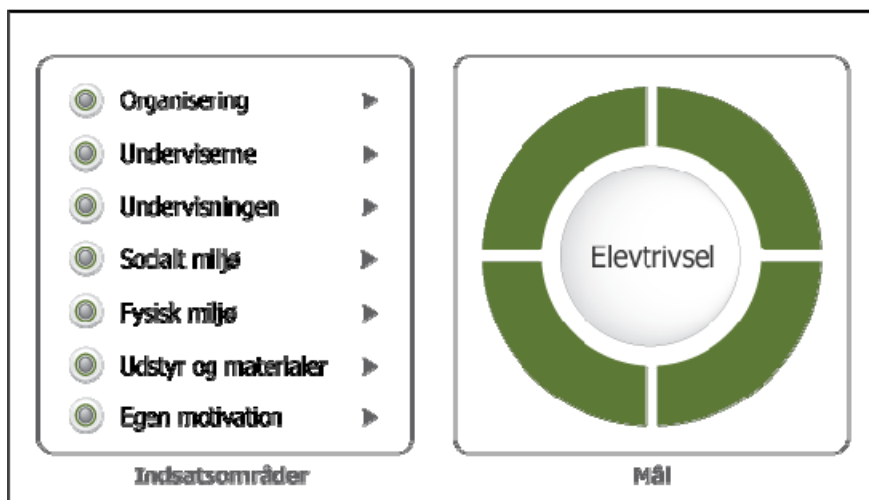 Organisering
Underviserne
Undervisningen
Socialt miljø
Fysisk miljø
Udstyr og materialer
Egen motivation
Indsatsområder
Elevtrivsel
Mål